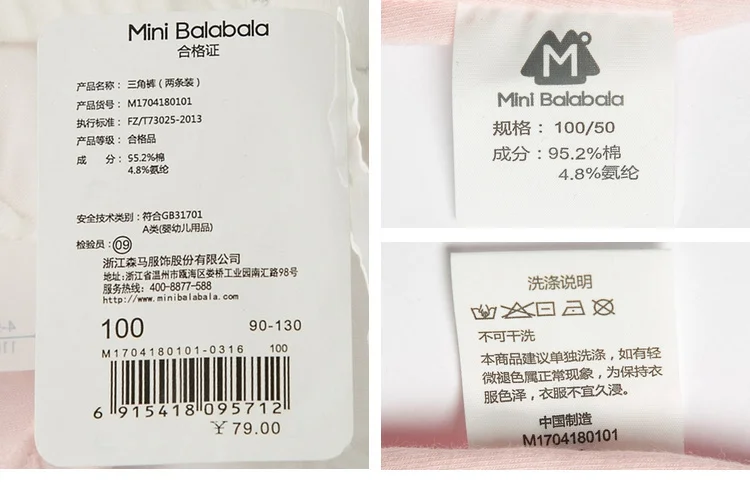 Mini Balabala
合格证
产品名称: 三角裤(两条装)
产品货号: M1704180101
执行标准: FZ/T73025-2013
产品等级: 合格品
成 分: 55.2%棉
4.8%氨纶
安全技术类别: 符合GB31701
A类(婴幼儿用品)
检验员: 09
浙江森马服饰股份有限公司
地址: 浙江省温州市瓯海区娄桥工业园南汇路98号
服务热线: 400-8877-588
http://www.minibalabala.com
100 90-130
M1704180101-0316 100
6 915418 095712
¥79.00
M
Mini Balabala
规格: 100/50
成分: 95.2%棉
4.8%氨纶
洗涤说明
不可干洗
本商品建议单独洗涤, 如有轻
微褪色属正常现象, 为保持衣
服色泽, 衣服不宜久浸。
中国制造
M1704180101